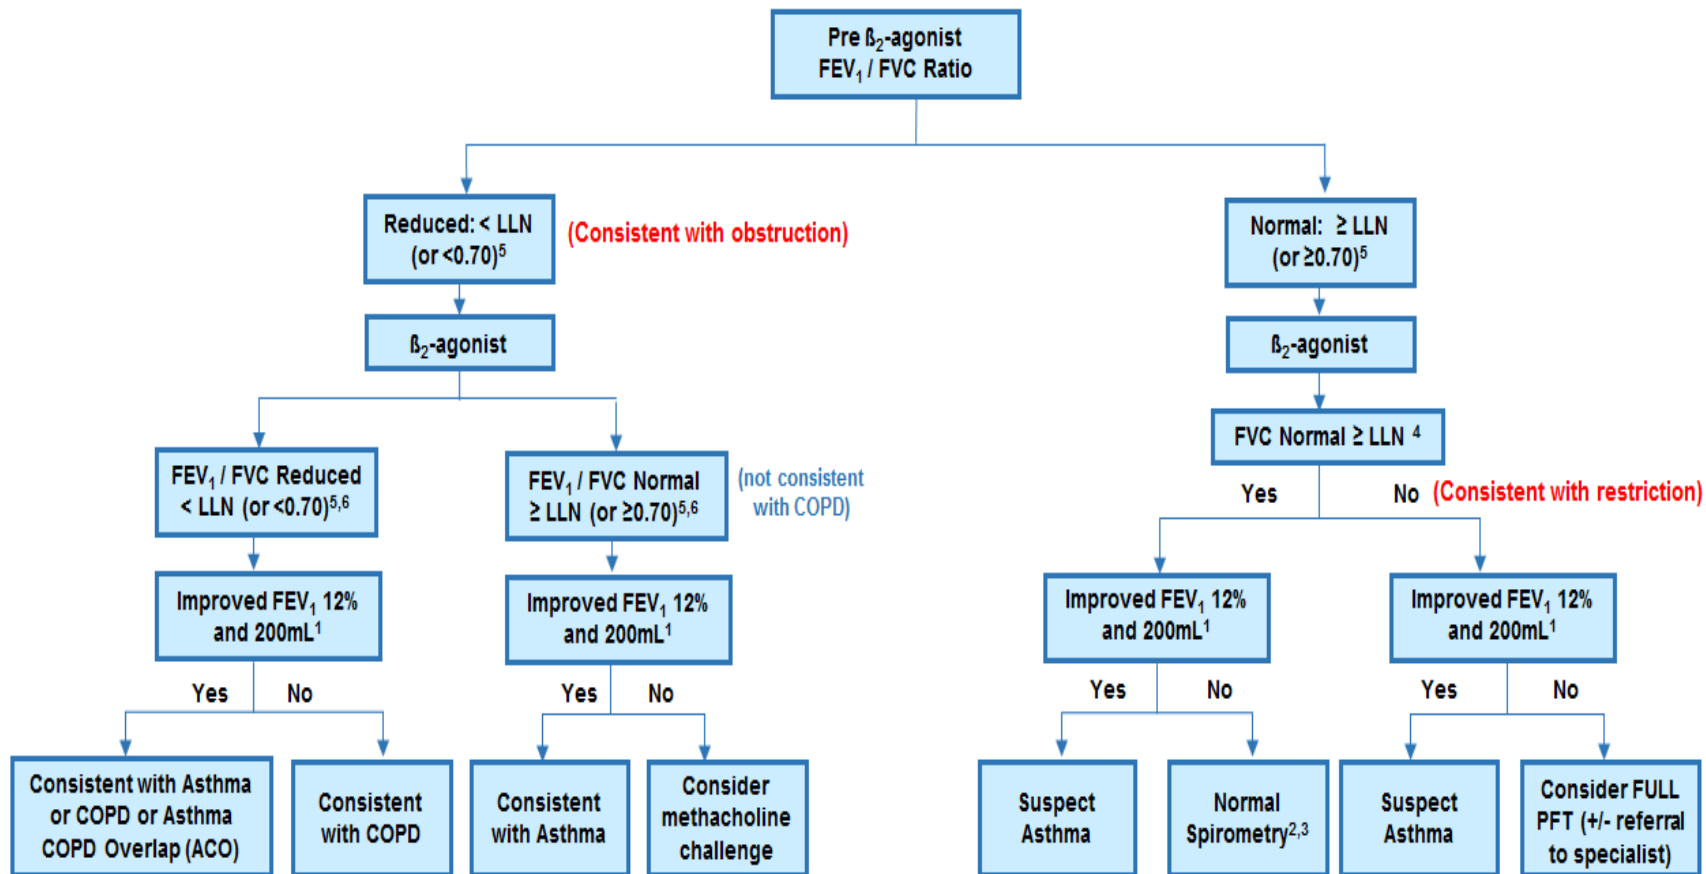 Pre ß₂-agonist
FEV₁ / FVC Ratio
Reduced: < LLN
(or <0.70)⁵
(Consistent with obstruction)
Normal: ≥ LLN
(or ≥0.70)⁵
ß₂-agonist
ß₂-agonist
FVC Normal ≥ LLN ⁴
FEV₁ / FVC Reduced
< LLN (or <0.70)⁵,⁶
FEV₁ / FVC Normal
≥ LLN (or ≥0.70)⁵,⁶
(not consistent
with COPD)
Yes
No
(Consistent with restriction)
Improved FEV₁ 12%
and 200mL¹
Improved FEV₁ 12%
and 200mL¹
Improved FEV₁ 12%
and 200mL¹
Improved FEV₁ 12%
and 200mL¹
Yes
No
Yes
No
Yes
No
Yes
No
Consistent with Asthma
or COPD or Asthma
COPD Overlap (ACO)
Consistent
with COPD
Consistent
with Asthma
Consider
methacholine
challenge
Suspect
Asthma
Normal
Spirometry²,³
Suspect
Asthma
Consider FULL
PFT (+/- referral
to specialist)